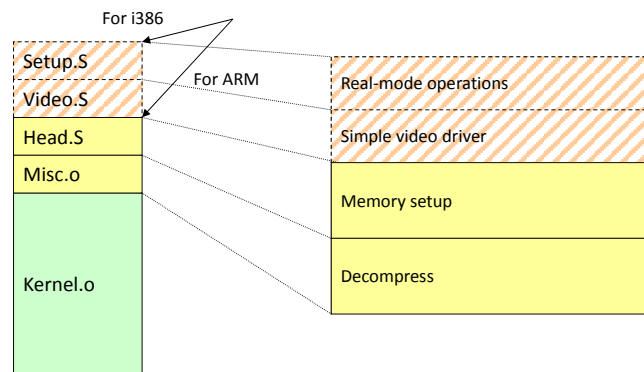 For i386
Setup.S
For ARM
Video.S
Head.S
Misc.o
Kernel.o
Real-mode operations
Simple video driver
Memory setup
Decompress